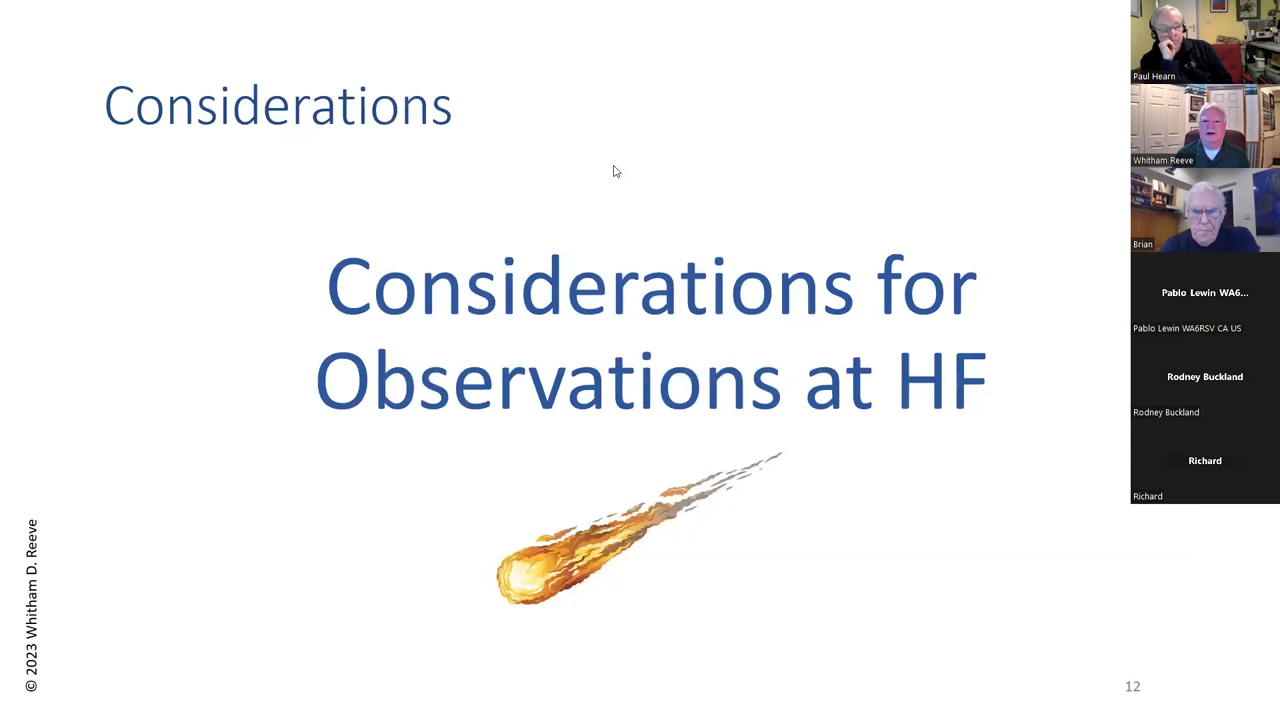 Considerations
Considerations for
Observations at HF
© 2023 Whitham D. Reeve
12
Paul Hearn
Whitham Reeve
Brian
Pablo Lewin WA6...
Pablo Lewin WA6RSV CA US
Rodney Buckland
Rodney Buckland
Richard
Richard